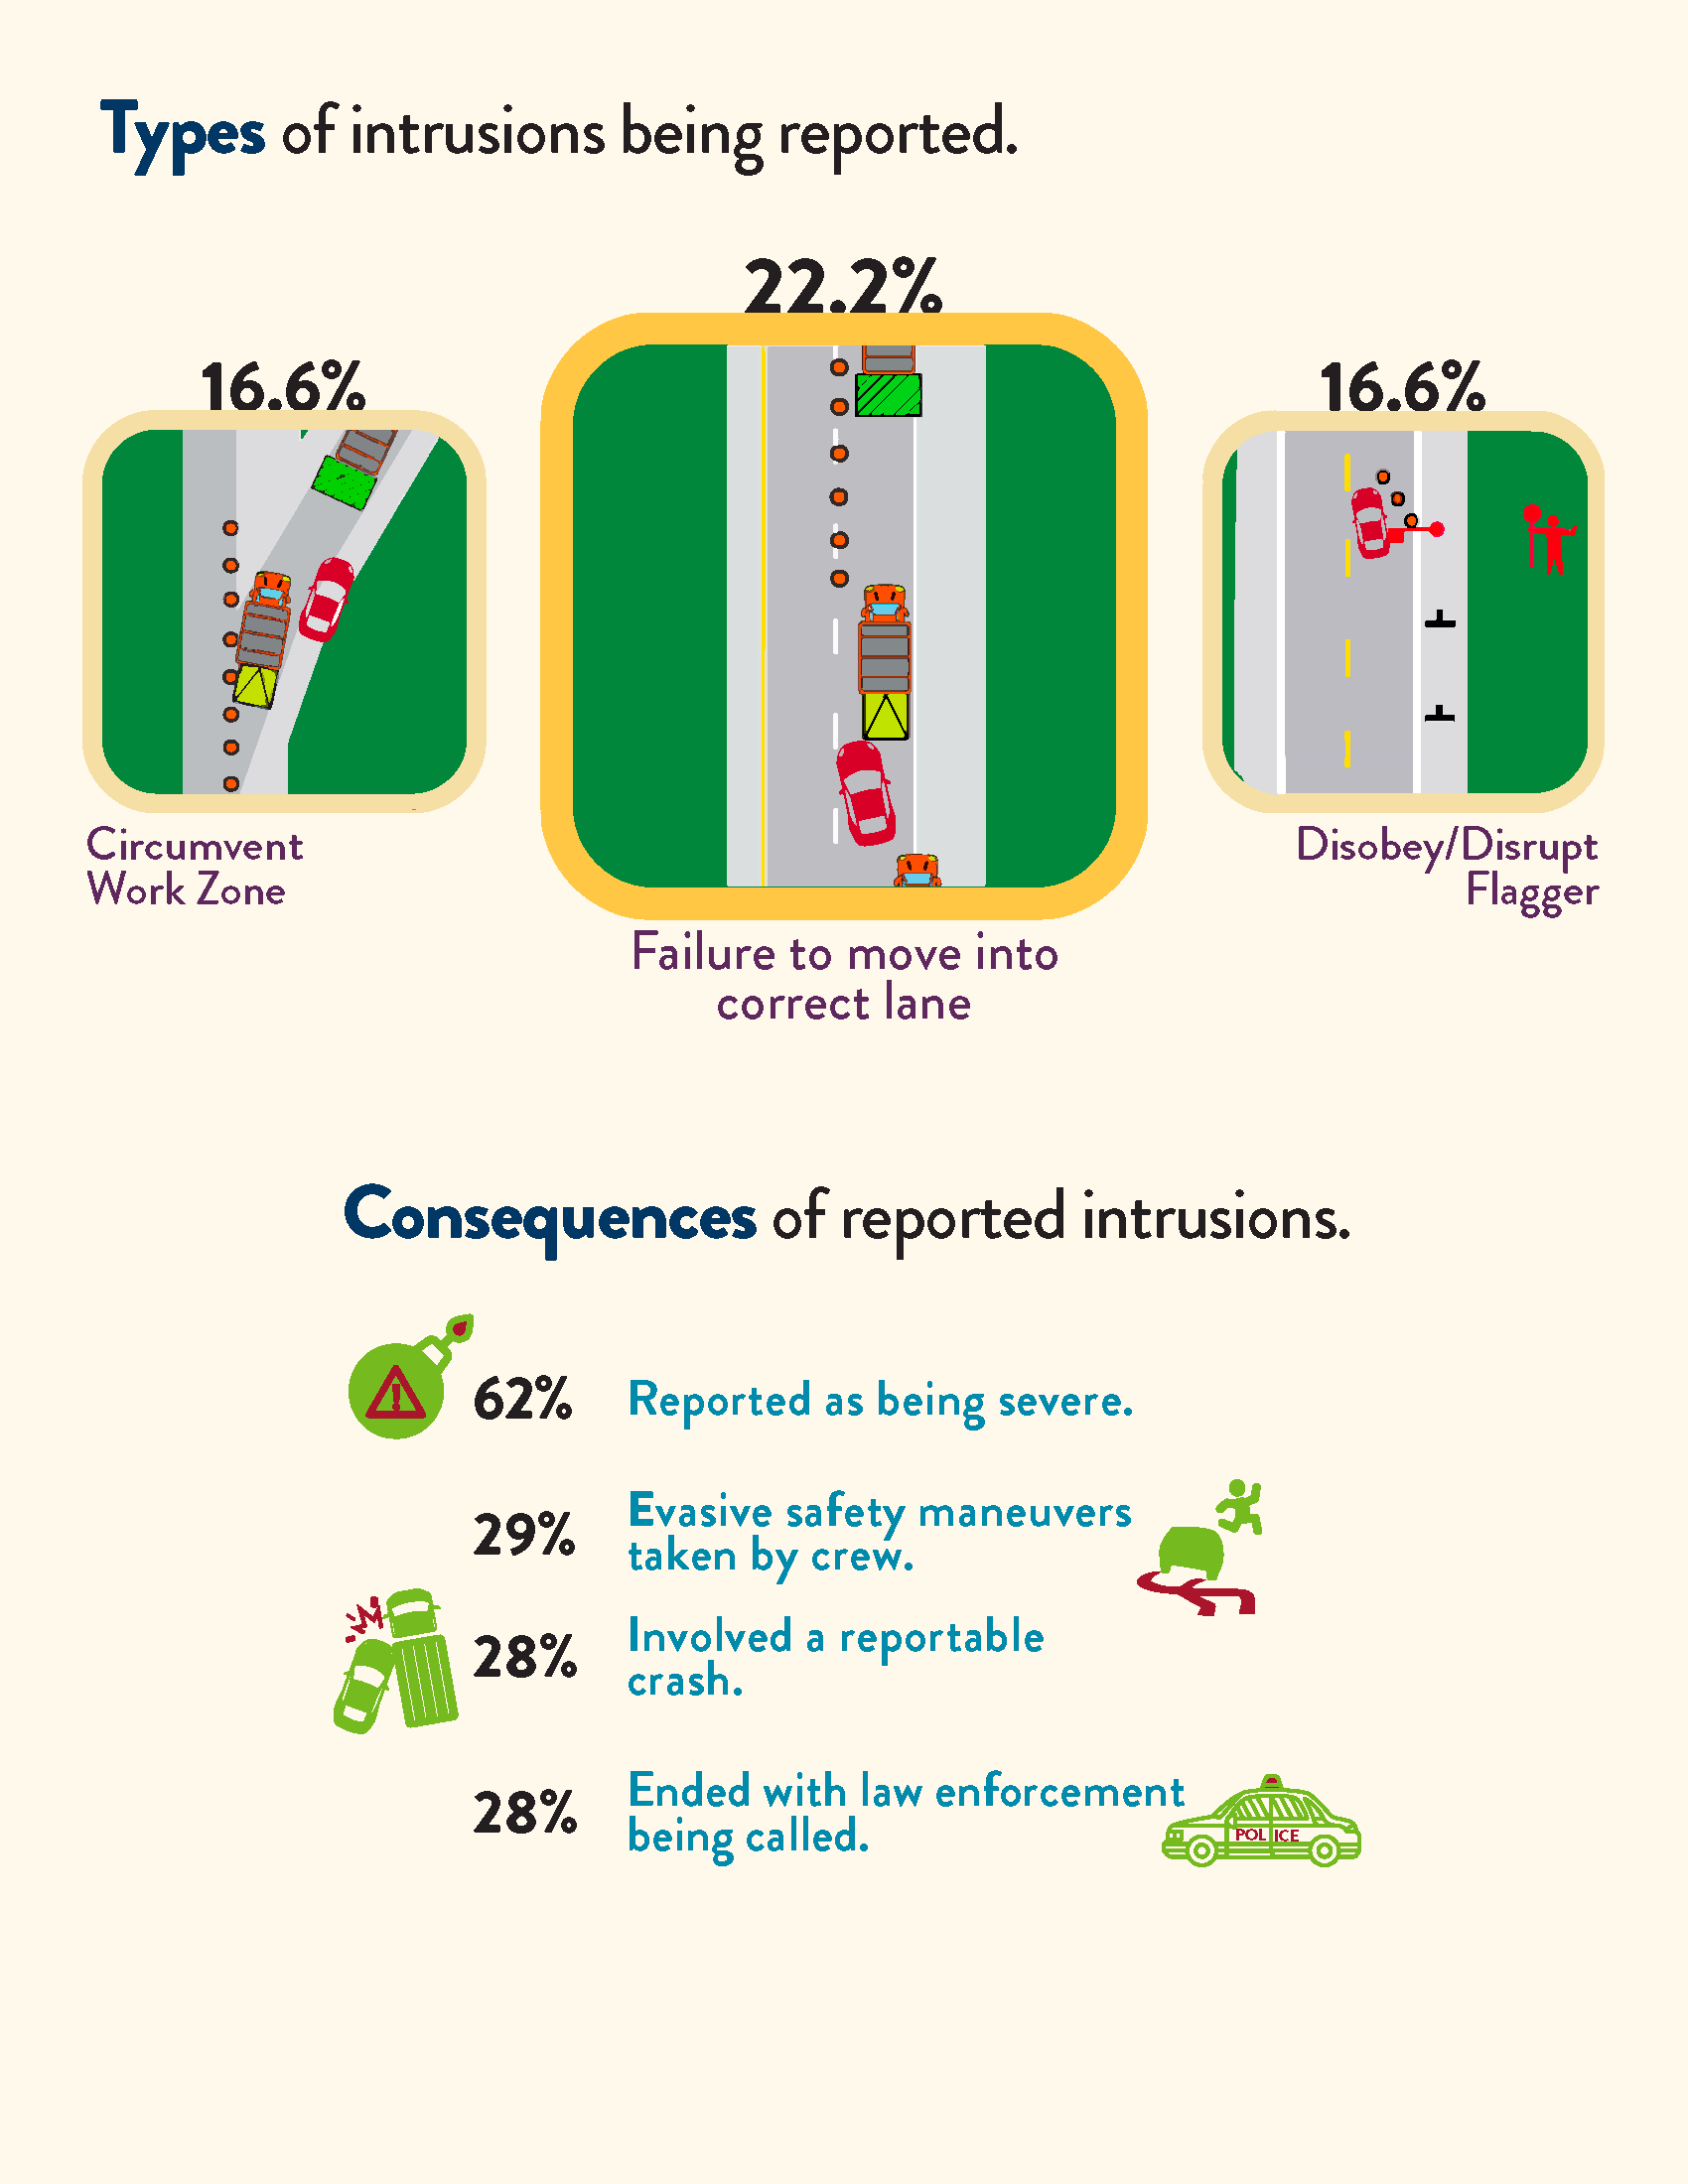 Types of intrusions being reported.
22.2%
16.6%
16.6%
Circumvent
Work Zone
Disobey/Disrupt
Flagger
Failure to move into
correct lane
Consequences of reported intrusions.
62% Reported as being severe.
29% Evasive safety maneuvers
taken by crew.
28% Involved a reportable
crash.
28% Ended with law enforcement
being called.
POLICE